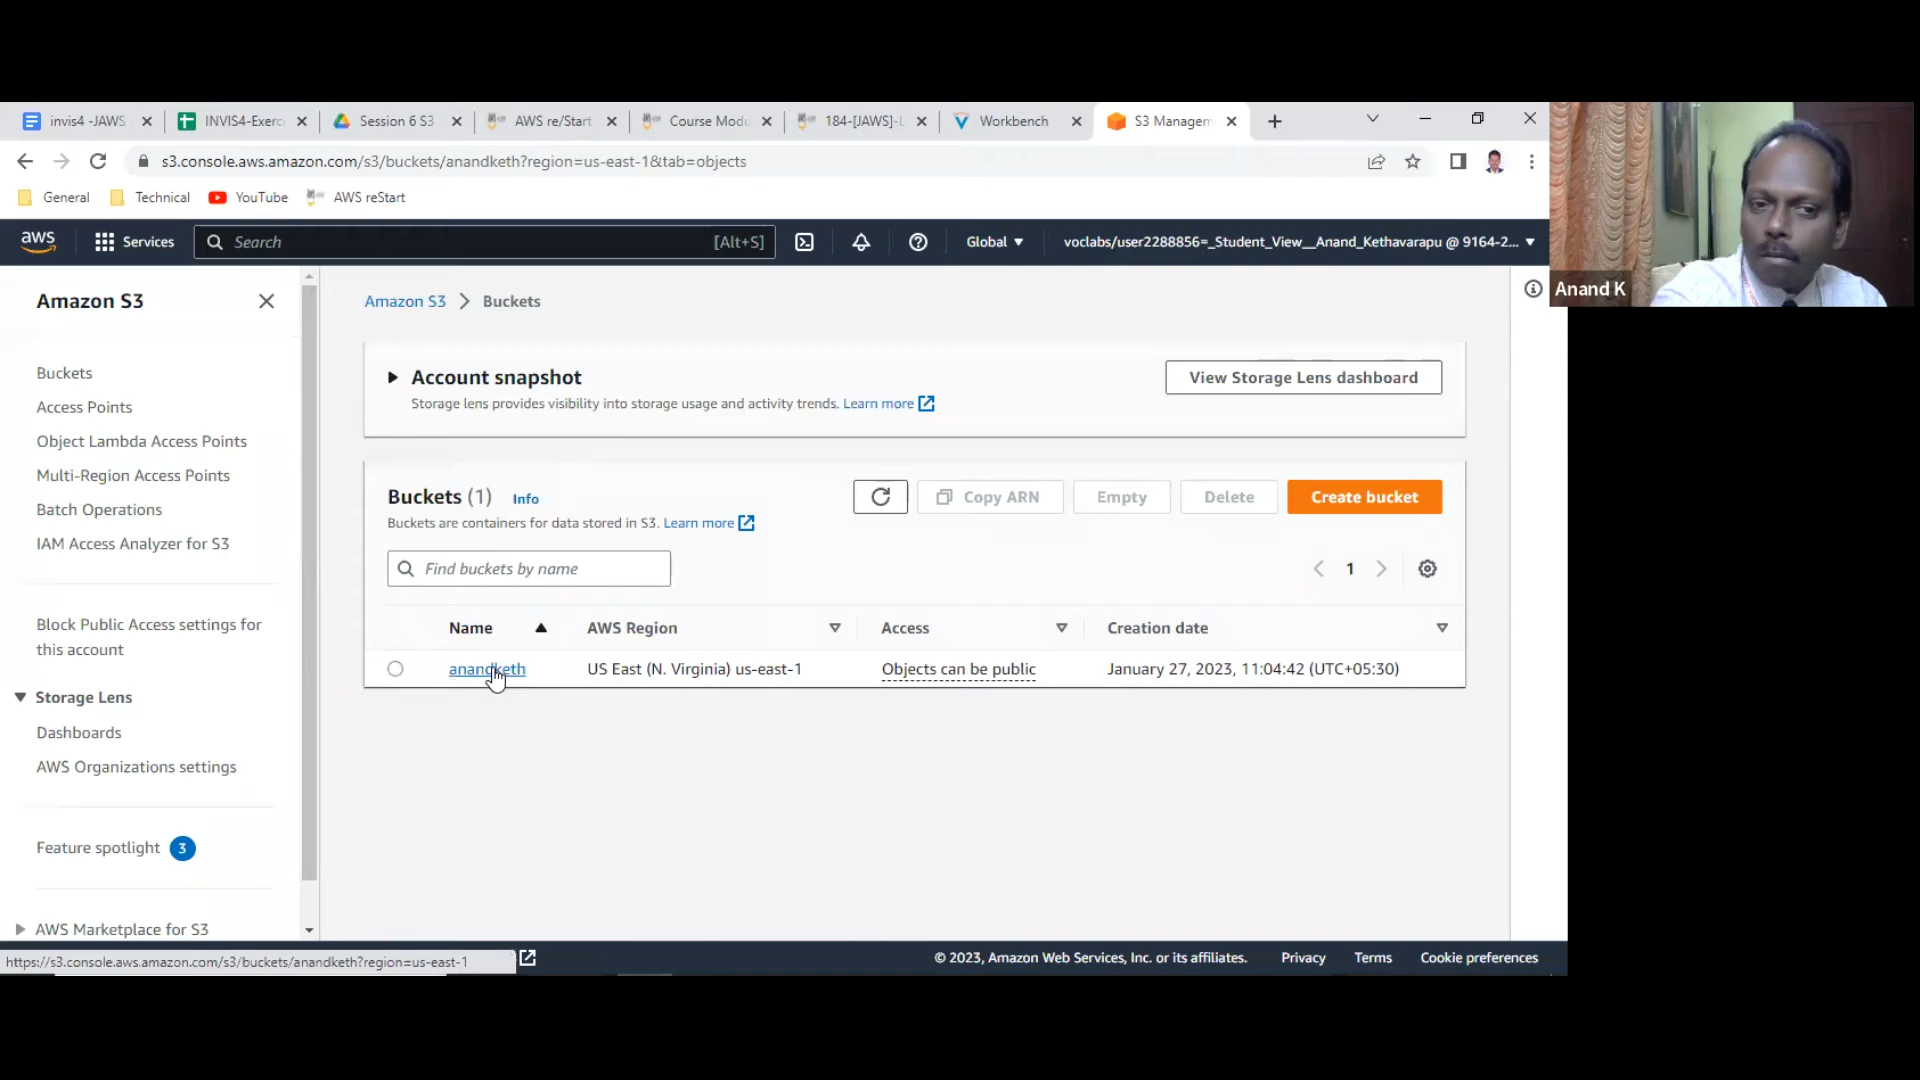 invis4 -JAWS
INVIS4-Exerc
Session 6 S3
AWS re/Start
Course Modu
184-[JAWS]-L
Workbench
S3 Managem
s3.console.aws.amazon.com/s3/buckets/anandketh?region=us-east-1&tab=objects
General
Technical
YouTube
AWS reStart
aws
Services
Search
[Alt+S]
Global
voclabs/user2288856=_Student_View__Anand_Kethavarapu @ 9164-2...
Anand K
Amazon S3
Buckets
Access Points
Object Lambda Access Points
Multi-Region Access Points
Batch Operations
IAM Access Analyzer for S3
Block Public Access settings for
this account
Storage Lens
Dashboards
AWS Organizations settings
Feature spotlight 3
AWS Marketplace for S3
Amazon S3 > Buckets
Account snapshot
Storage lens provides visibility into storage usage and activity trends. Learn more
View Storage Lens dashboard
Buckets (1) Info
Buckets are containers for data stored in S3. Learn more
Copy ARN
Empty
Delete
Create bucket
Find buckets by name
1
Name AWS Region Access Creation date
anandketh US East (N. Virginia) us-east-1 Objects can be public January 27, 2023, 11:04:42 (UTC+05:30)
https://s3.console.aws.amazon.com/s3/buckets/anandketh?region=us-east-1
© 2023, Amazon Web Services, Inc. or its affiliates. Privacy Terms Cookie preferences